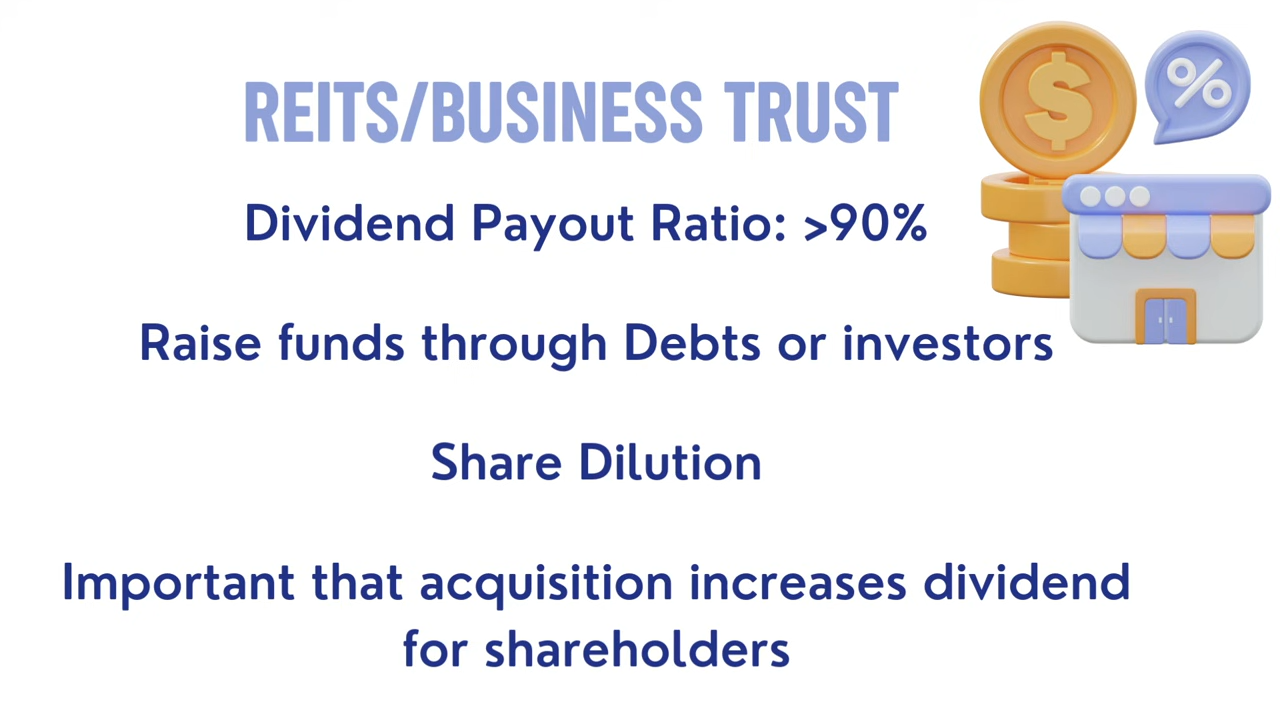 REITS/BUSINESS TRUST
Dividend Payout Ratio: >90%
Raise funds through Debts or investors
Share Dilution
Important that acquisition increases dividend
for shareholders
$
%